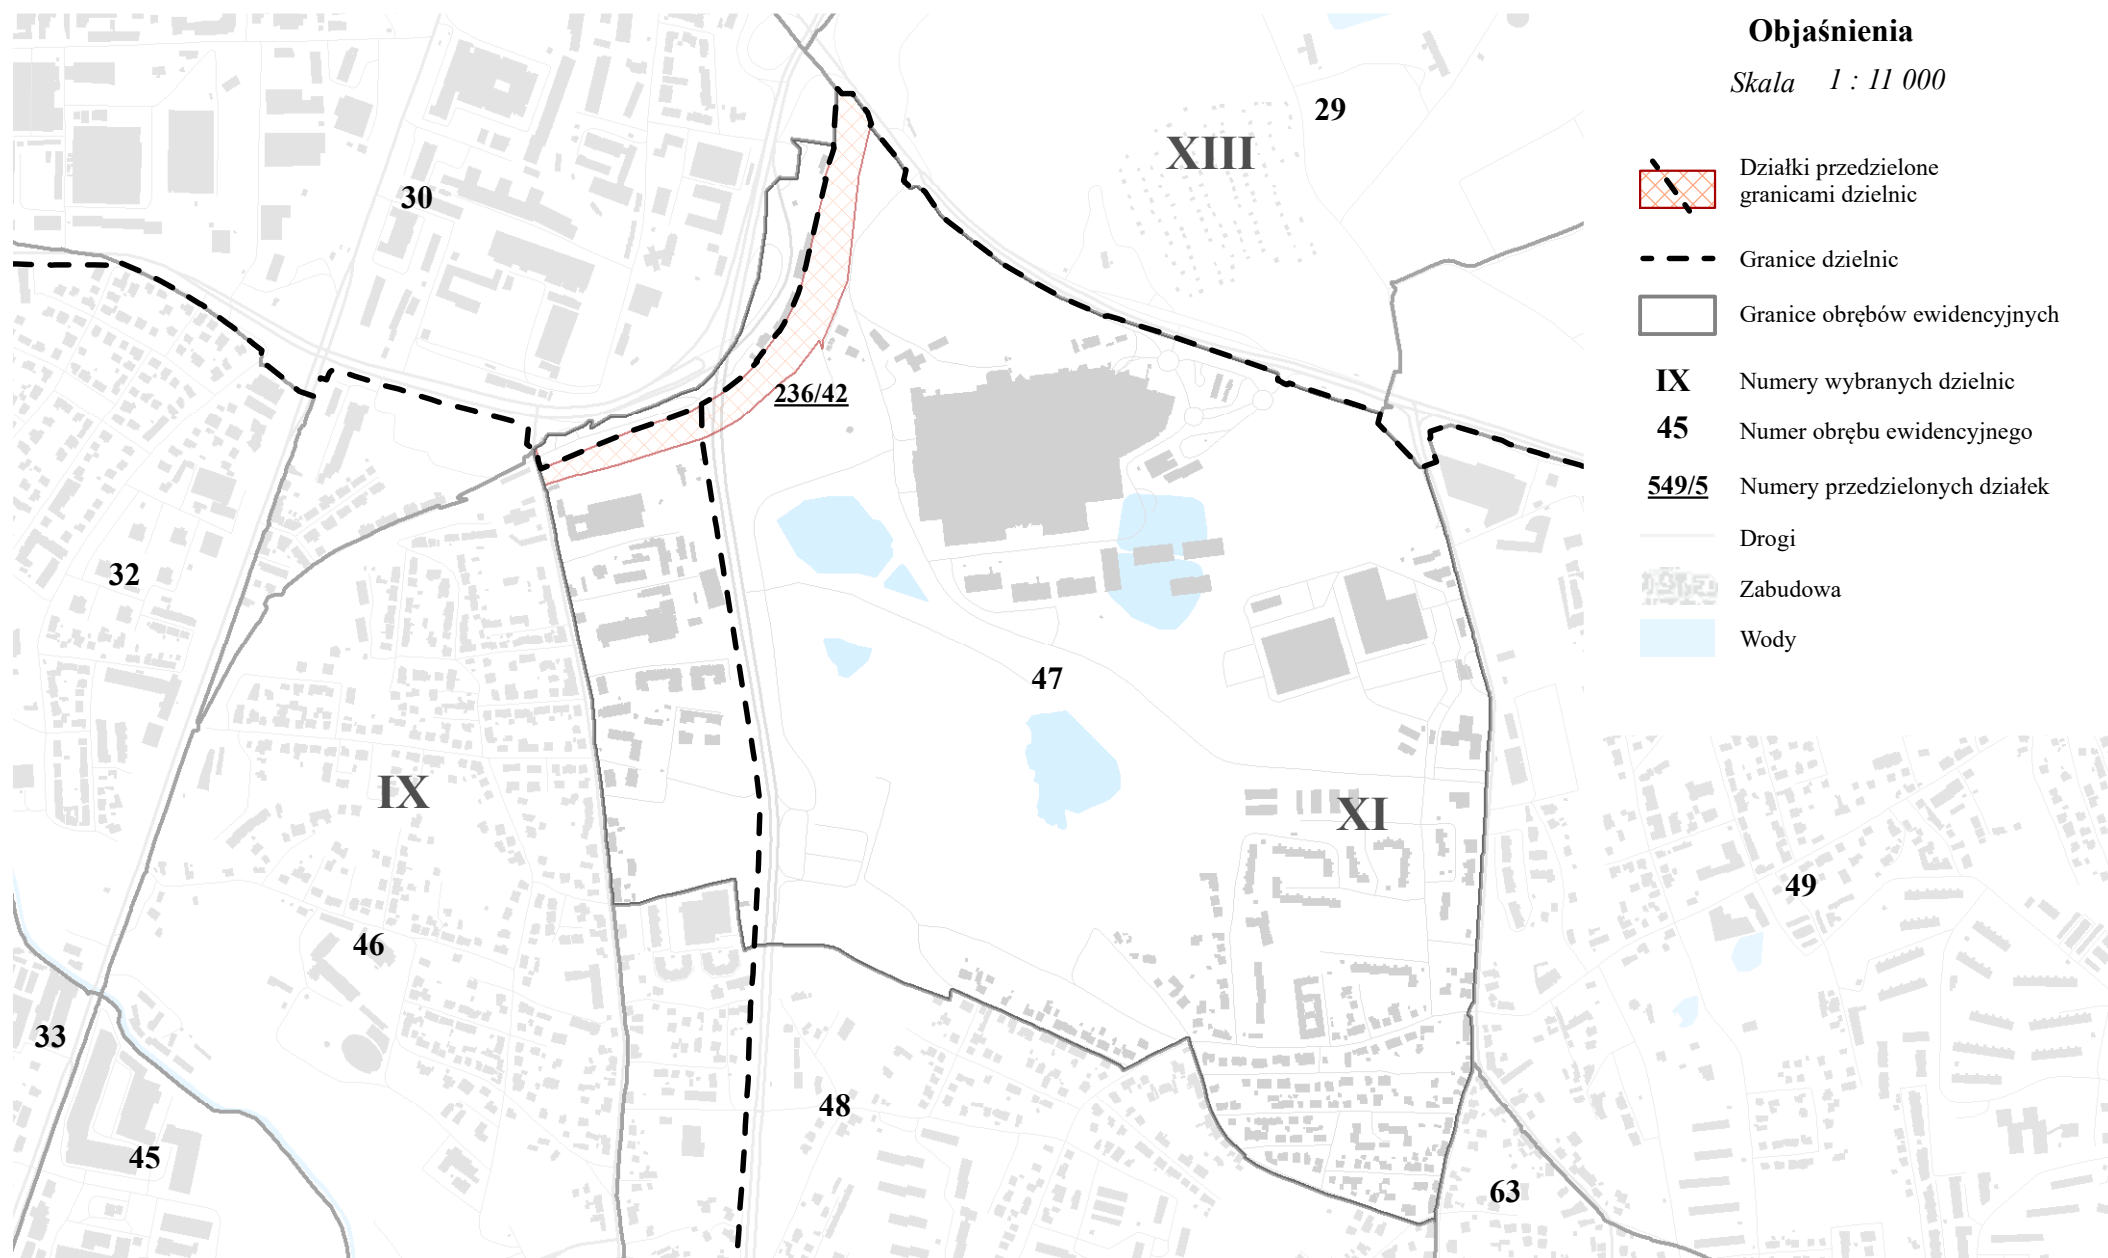 Objaśnienia
Skala 1 : 11 000
Działki przedzielone
granicami dzielnic
Granice dzielnic
Granice obrębów ewidencyjnych
IX Numery wybranych dzielnic
45 Numer obrębu ewidencyjnego
549/5 Numery przedzielonych działek
Drogi
Zabudowa
Wody
29
XIII
30
236/42
32
47
IX
XI
49
46
33
48
45
63